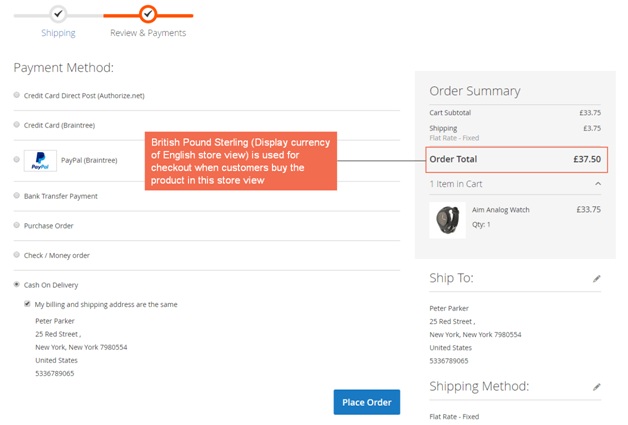 Shipping
Review & Payments
Payment Method:
Credit Card Direct Post (Authorize.net)
Credit Card (Braintree)
PayPal
PayPal (Braintree)
Bank Transfer Payment
Purchase Order
Check / Money order
Cash On Delivery
My billing and shipping address are the same
Peter Parker
25 Red Street ,
New York, New York 7980554
United States
5336789065
Place Order
British Pound Sterling (Display currency
of English store view) is used for
checkout when customers buy the
product in this store view
Order Summary
Cart Subtotal £33.75
Shipping £3.75
Flat Rate - Fixed
Order Total £37.50
1 Item in Cart
Aim Analog Watch £33.75
Qty: 1
Ship To:
Peter Parker
25 Red Street ,
New York, New York 7980554
United States
5336789065
Shipping Method:
Flat Rate - Fixed